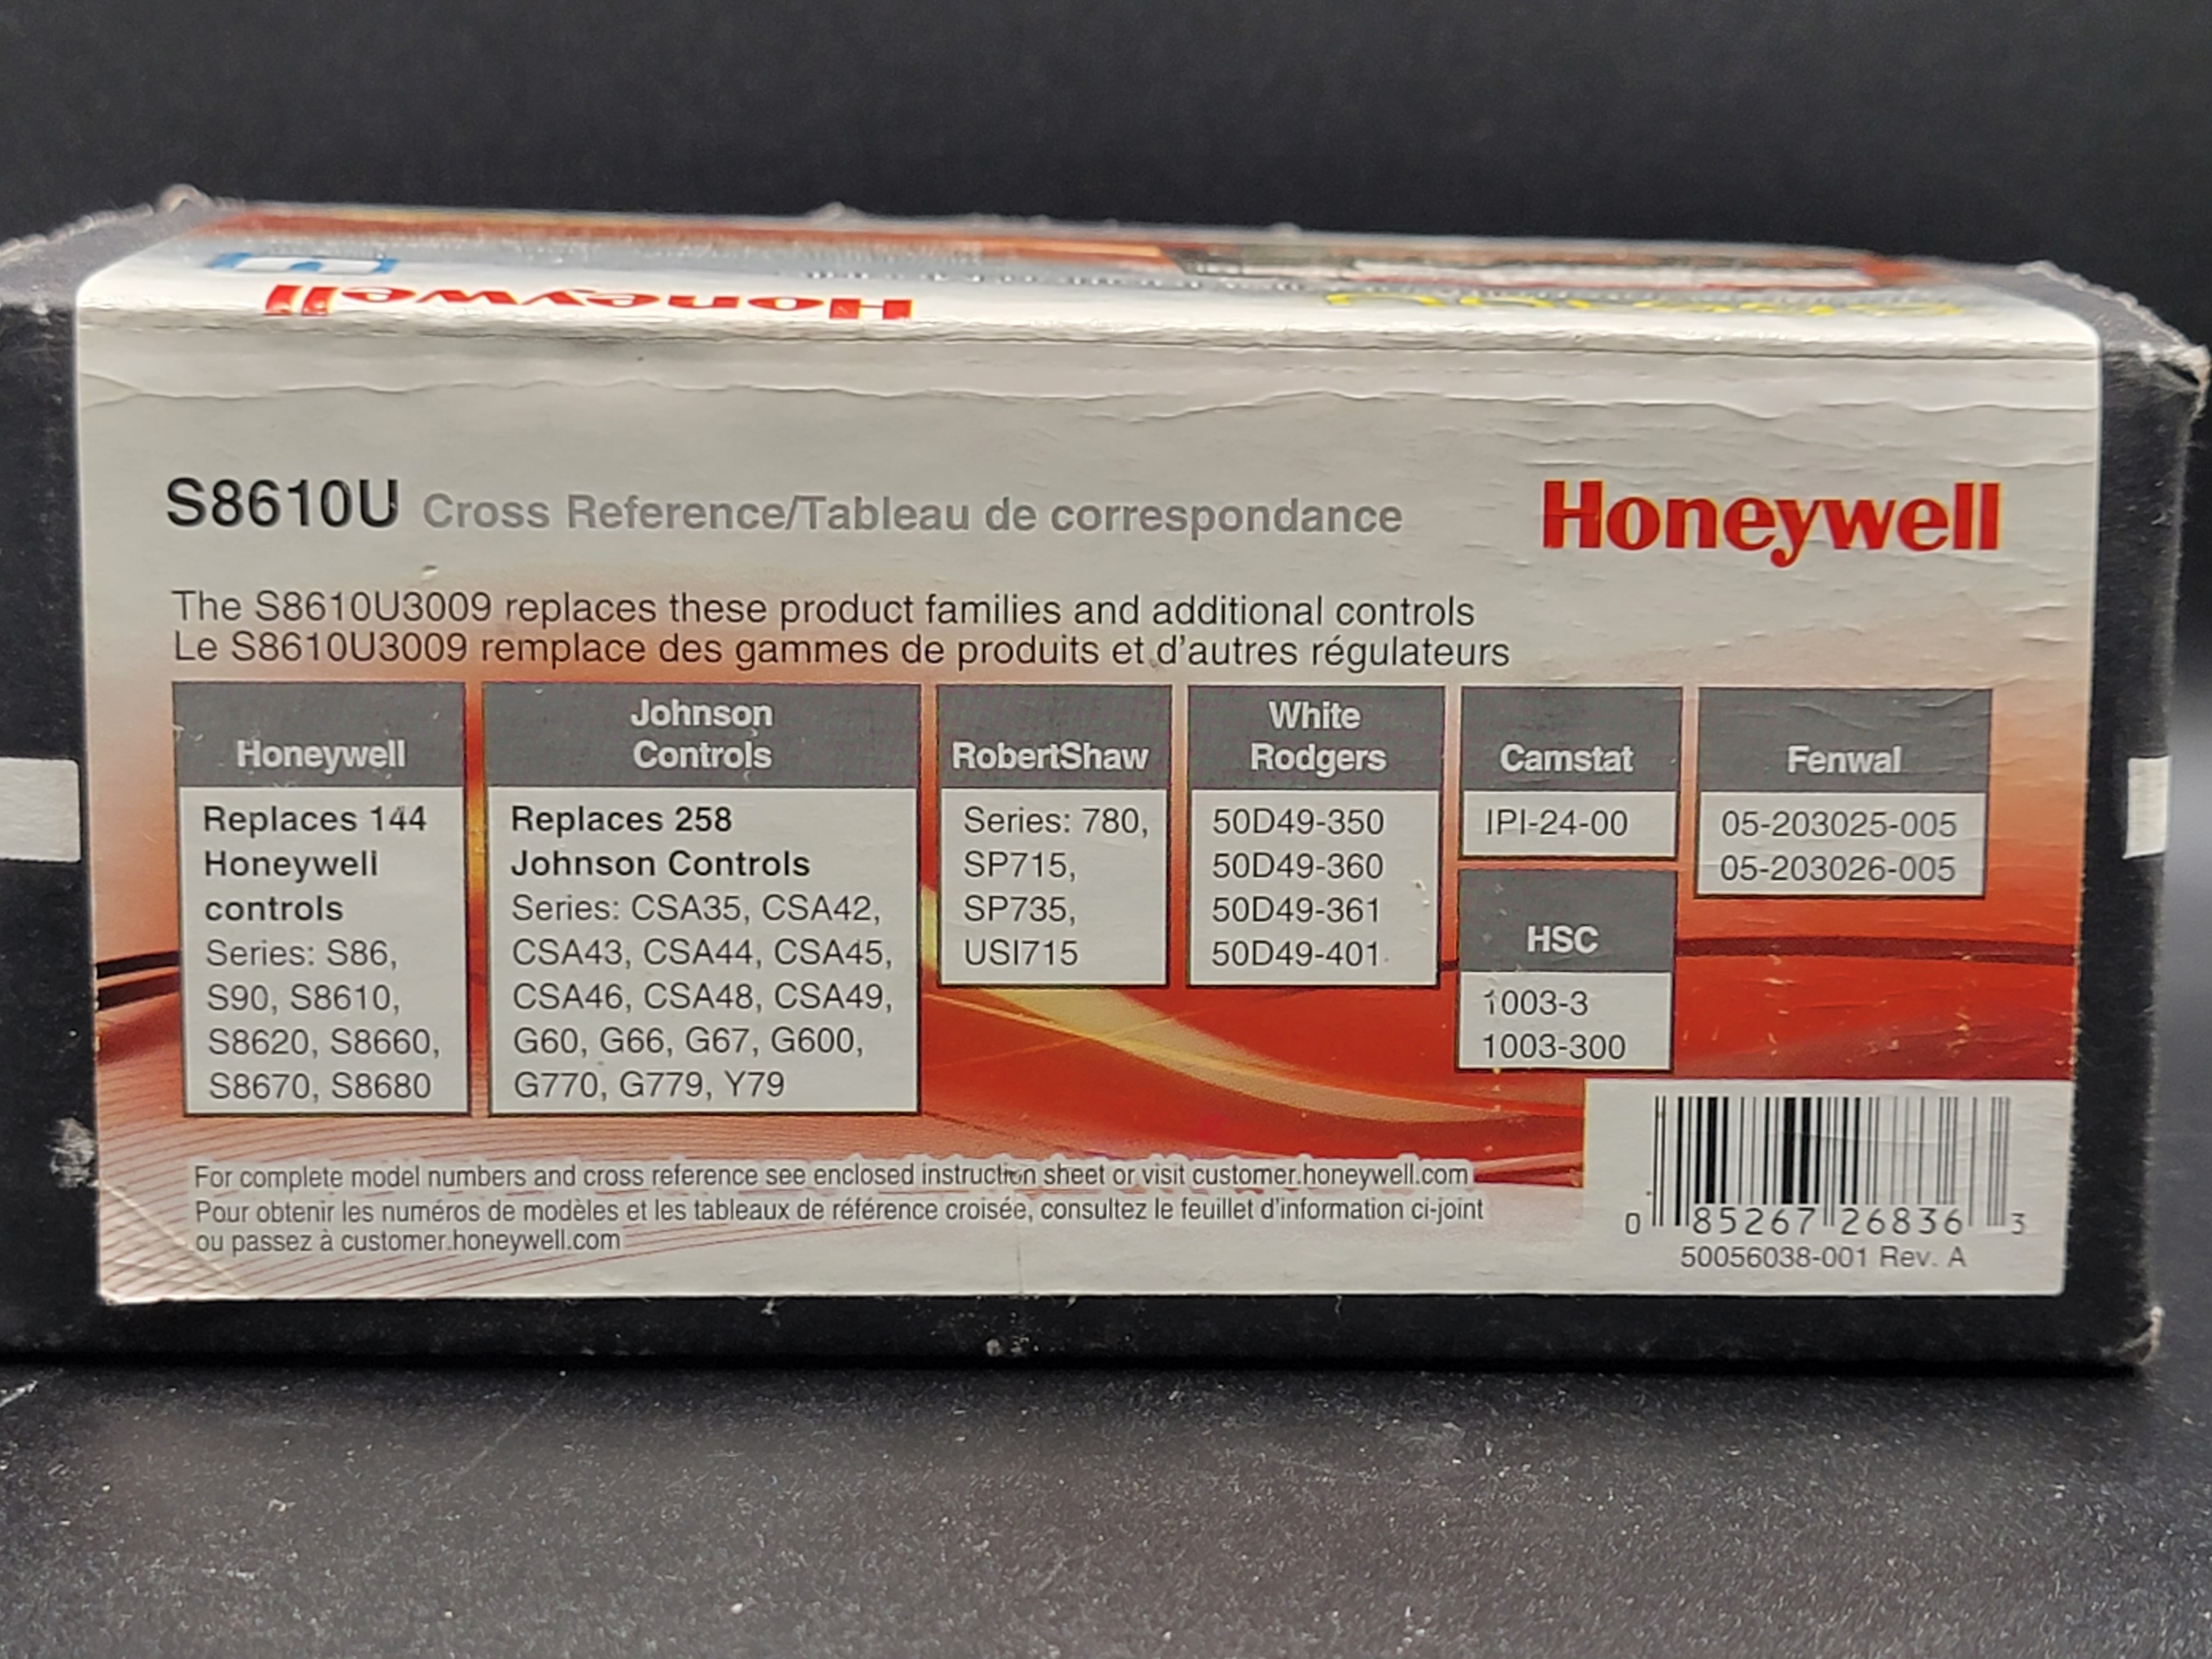 Honeywell
S8610U Cross Reference/Tableau de correspondance
Honeywell
The S8610U3009 replaces these product families and additional controls
Le S8610U3009 remplace des gammes de produits et d'autres régulateurs
Honeywell
Replaces 144
Honeywell
controls
Series: S86,
S90, S8610,
S8620, S8660,
S8670, S8680
Johnson
Controls
Replaces 258
Johnson Controls
Series: CSA35, CSA42,
CSA43, CSA44, CSA45,
CSA46, CSA48, CSA49,
G60, G66, G67, G600,
G770, G779, Y79
RobertShaw
Series: 780,
SP715,
SP735,
USI715
White
Rodgers
50D49-350
50D49-360
50D49-361
50D49-401
Camstat
IPI-24-00
HSC
1003-3
1003-300
Fenwal
05-203025-005
05-203026-005
For complete model numbers and cross reference see enclosed instruction sheet or visit customer.honeywell.com
Pour obtenir les numéros de modèles et les tableaux de référence croisée, consultez le feuillet d'information ci-joint
ou passez à customer.honeywell.com
0 85267 26836 3
50056038-001 Rev. A